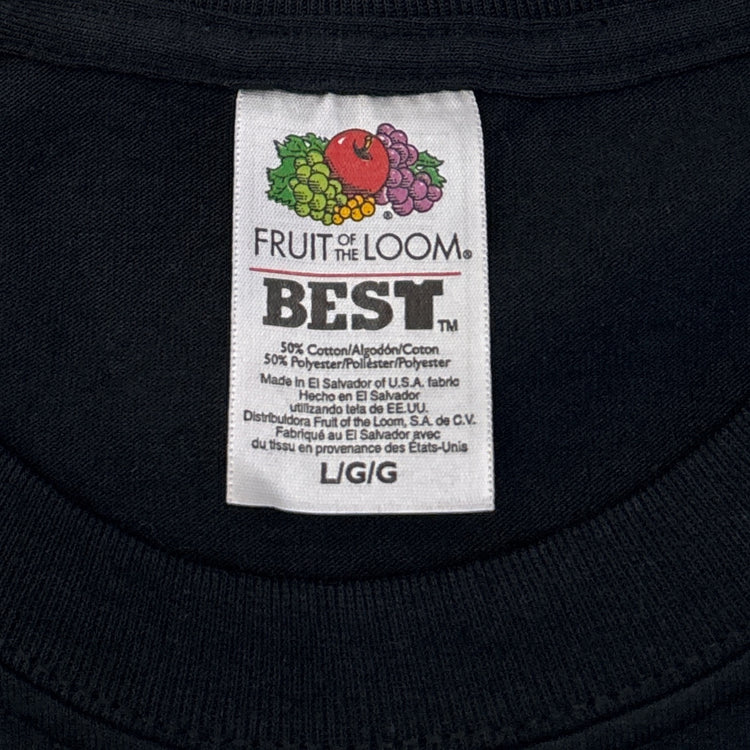 FRUIT OF THE LOOM®
BEST™
50% Cotton/Algodón/Coton
50% Polyester/Poliéster/Polyester
Made in El Salvador of U.S.A. fabric
Hecho en El Salvador
utilizando tela de EE.UU.
Distribuidora Fruit of the Loom, S.A. de C.V.
Fabriqué au El Salvador avec
du tissu en provenance des États-Unis
L/G/G